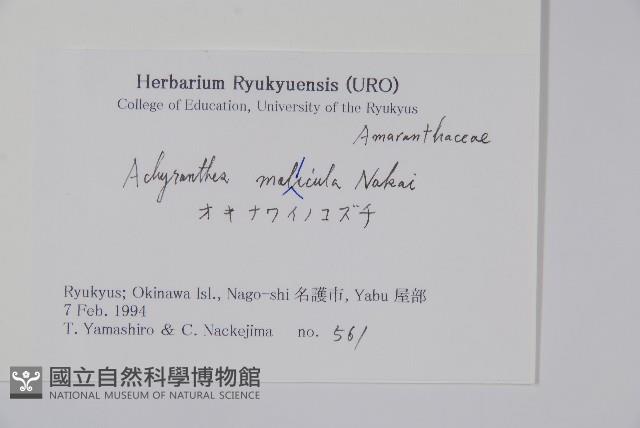 Herbarium Ryukyuensis (URO)
College of Education, University of the Ryukyus
Amaranthaceae
Achyranthea Nakai
オキナワイノコズチ
Ryukyus; Okinawa Isl., Nago-shi 名護市, Yabu 屋部
7 Feb. 1994
T. Yamashiro & C. Nackejima no. 561
國立自然科學博物館
NATIONAL MUSEUM OF NATURAL SCIENCE